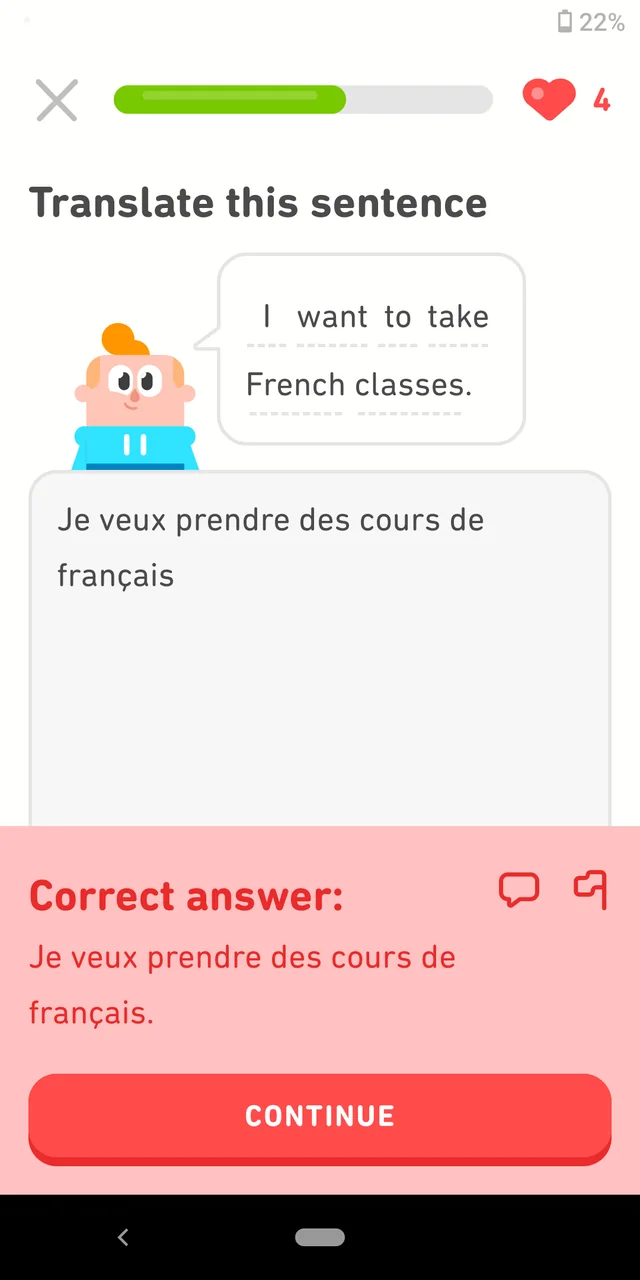 22%
4
Translate this sentence
I want to take
French classes.
Je veux prendre des cours de
français
Correct answer:
Je veux prendre des cours de
français.
CONTINUE